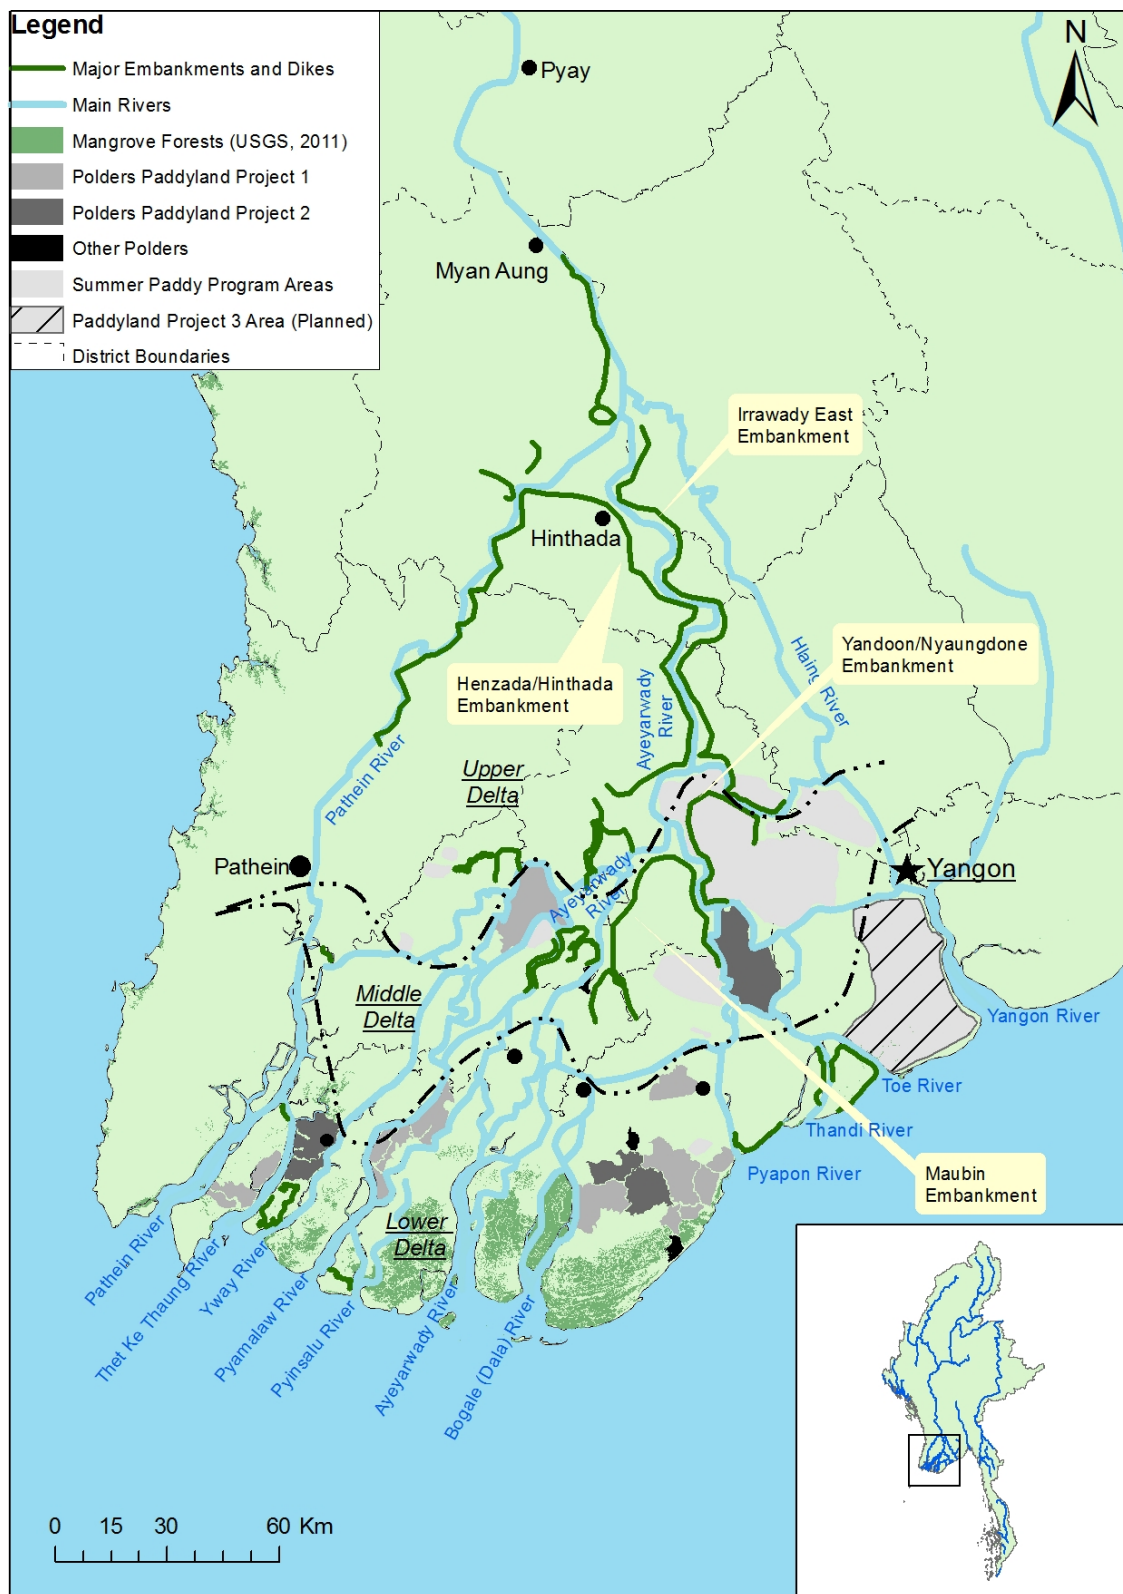 Legend
Major Embankments and Dikes
Main Rivers
Mangrove Forests (USGS, 2011)
Polders Paddyland Project 1
Polders Paddyland Project 2
Other Polders
Summer Paddy Program Areas
Paddyland Project 3 Area (Planned)
District Boundaries
N
Pyay
Myan Aung
Irrawady East
Embankment
Hinthada
Yandoon/Nyaungdone
Embankment
Henzada/Hinthada
Embankment
Hlaing River
Ayeyarwady
River
Pathein River
Upper
Delta
Pathein
Ayeyarwady
River
Yangon
Middle
Delta
Yangon River
Toe River
Thandi River
Pyapon River
Maubin
Embankment
Lower
Delta
Pathein River
Thet Ke Thaung River
Yway River
Pyamalaw River
Pyinsalu River
Ayeyarwady River
Bogale (Dala) River
0 15 30 60 Km